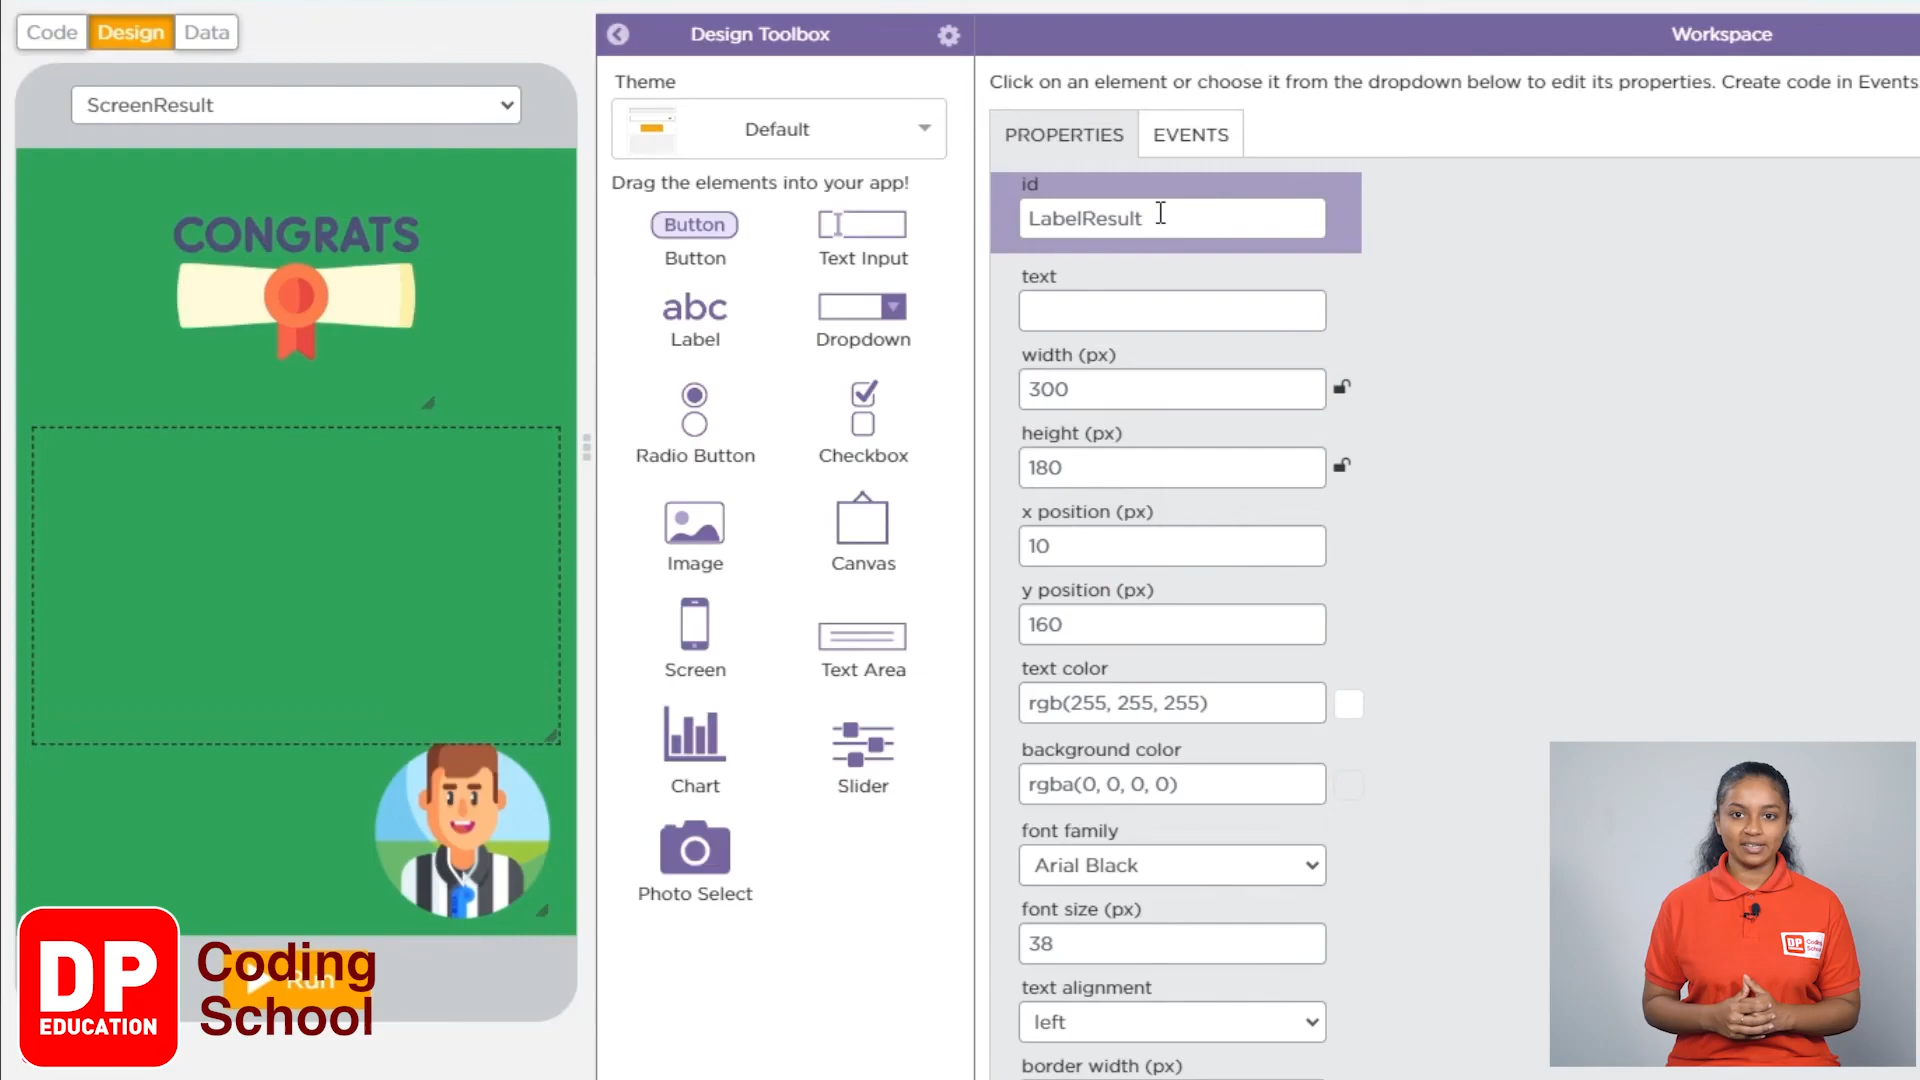 Code Design Data
ScreenResult
CONGRATS
Run
DP
EDUCATION
Coding
School
Design Toolbox
Theme
Default
Drag the elements into your app!
Button
Button
Text Input
abc
Label
Dropdown
Radio Button
Checkbox
Image
Canvas
Screen
Text Area
Chart
Slider
Photo Select
Workspace
Click on an element or choose it from the dropdown below to edit its properties. Create code in Events
PROPERTIES EVENTS
id
LabelResult
text
width (px)
300
height (px)
180
x position (px)
10
y position (px)
160
text color
rgb(255, 255, 255)
background color
rgba(0, 0, 0, 0)
font family
Arial Black
font size (px)
38
text alignment
left
border width (px)
DP Coding
School